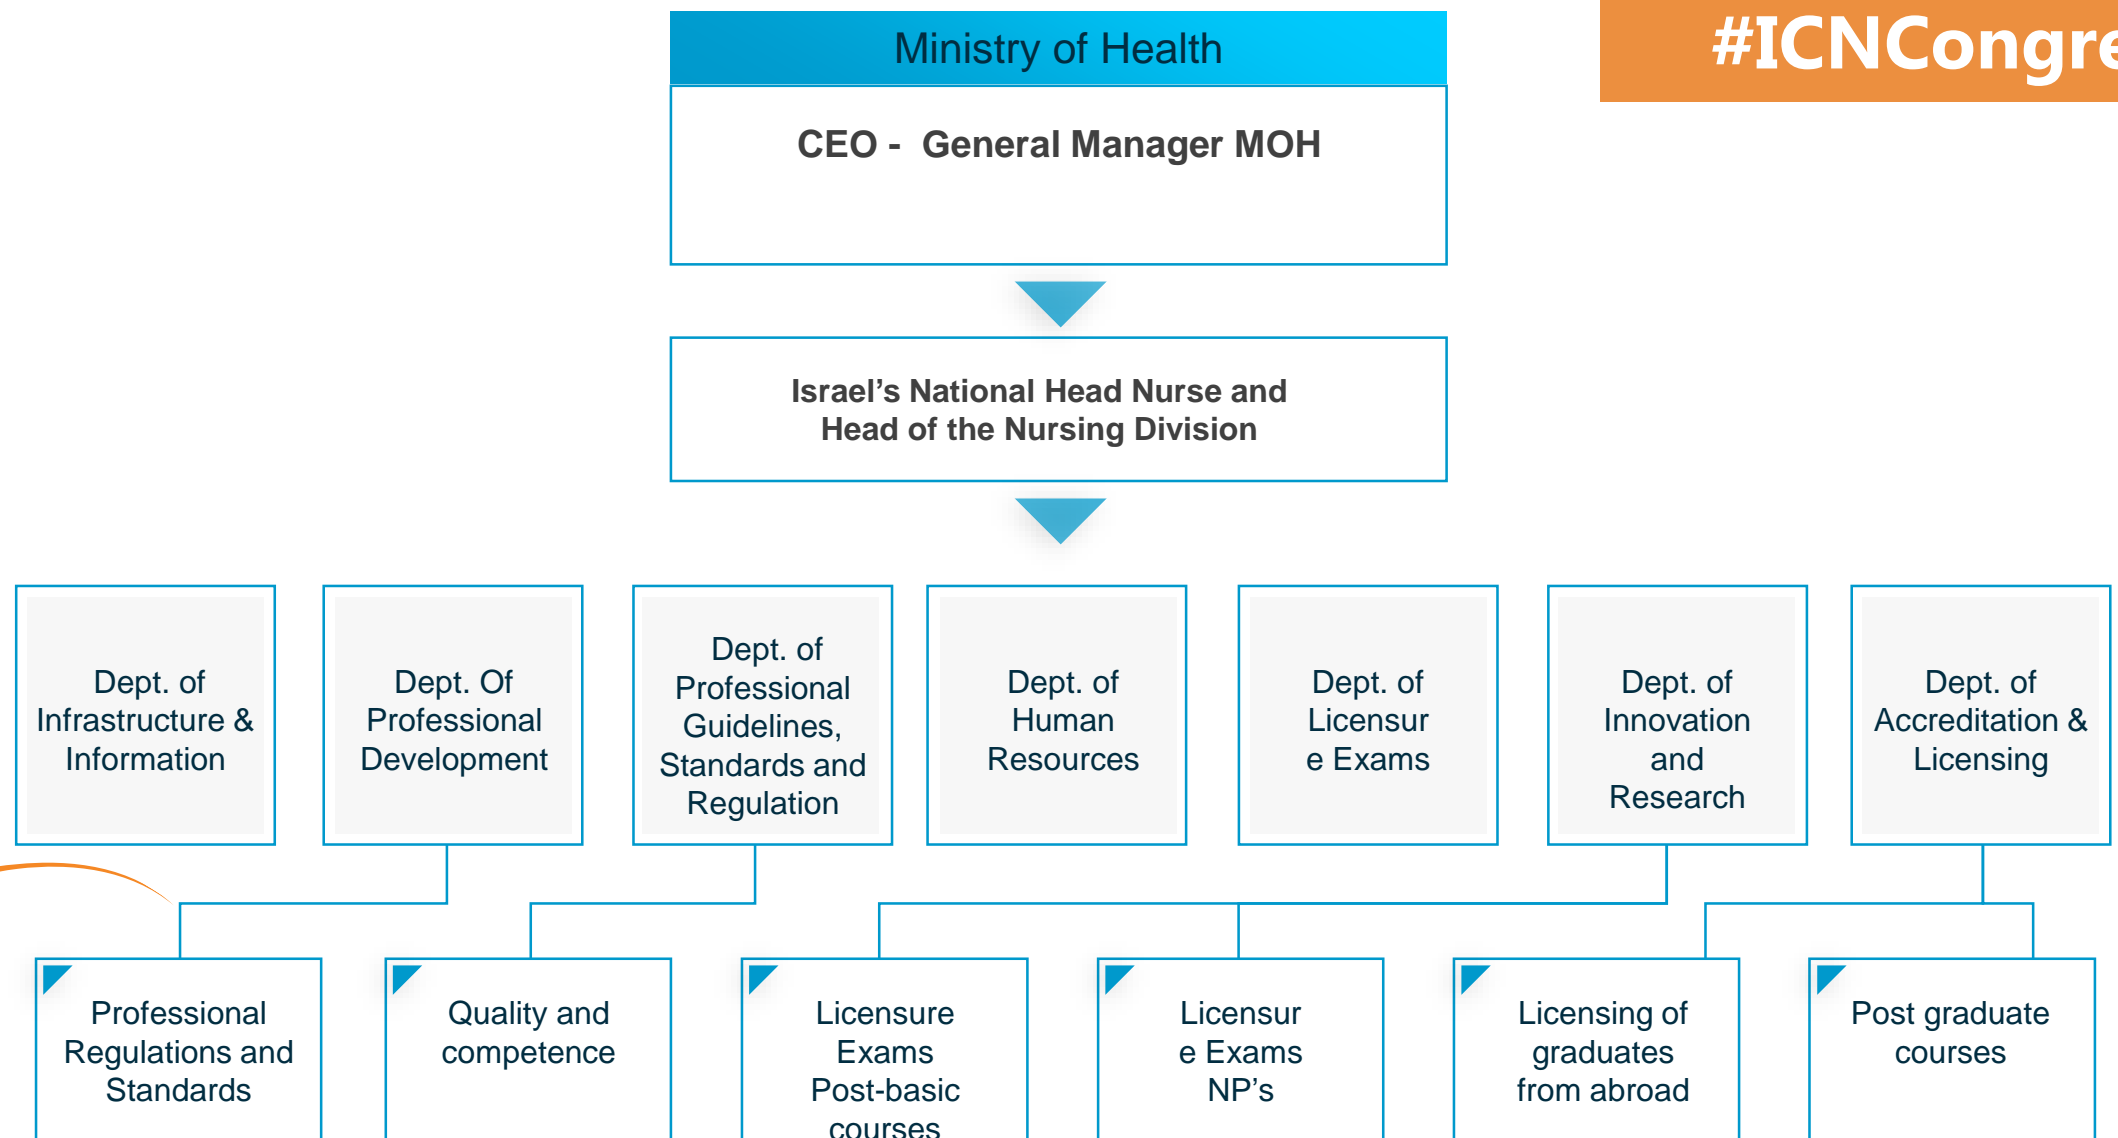 #ICNCongre
Ministry of Health
CEO - General Manager MOH
Israel’s National Head Nurse and
Head of the Nursing Division
Dept. of
Infrastructure &
Information
Dept. Of
Professional
Development
Dept. of
Professional
Guidelines,
Standards and
Regulation
Dept. of
Human
Resources
Dept. of
Licensur
e Exams
Dept. of
Innovation
and
Research
Dept. of
Accreditation &
Licensing
Professional
Regulations and
Standards
Quality and
competence
Licensure
Exams
Post-basic
courses
Licensur
e Exams
NP’s
Licensing of
graduates
from abroad
Post graduate
courses